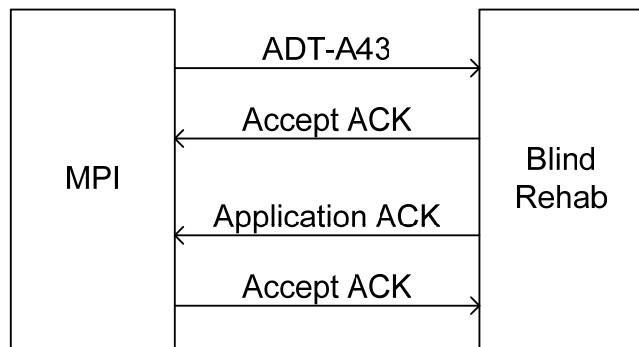 ADT-A43
Accept ACK
MPI
Blind
Rehab
Application ACK
Accept ACK